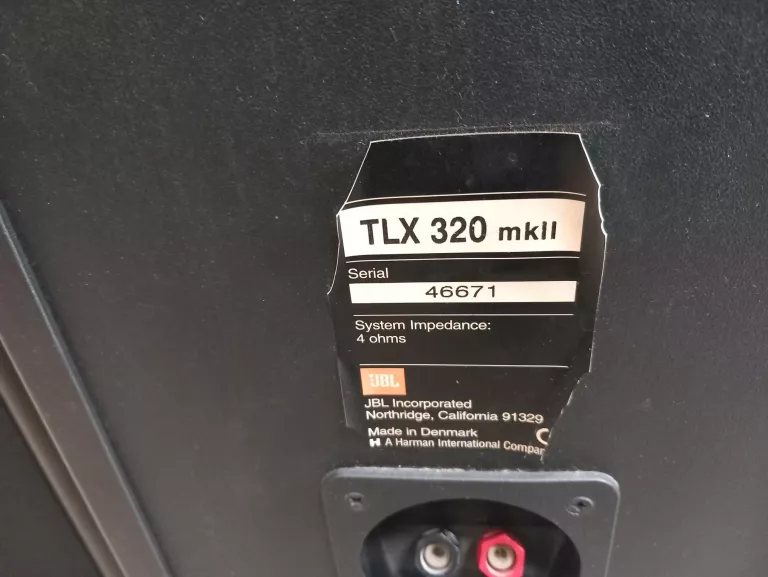 TLX 320 mkII
Serial
46671
System Impedance:
4 ohms
JBL
JBL Incorporated
Northridge, California 91329
Made in Denmark
H A Harman International Compan